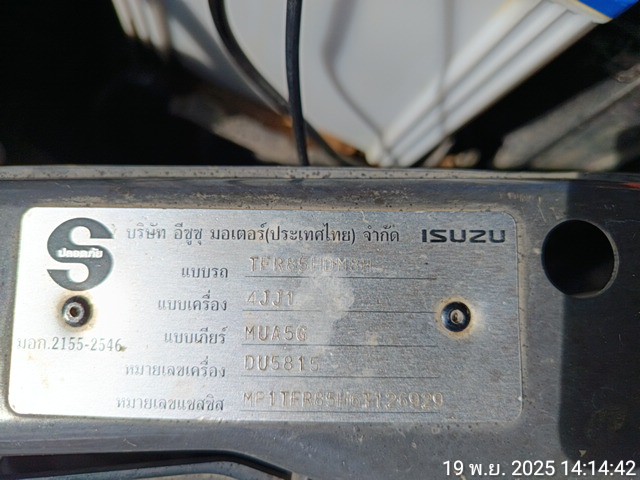 บริษัท อีซูซุ มอเตอร์(ประเทศไทย) จำกัด ISUZU
ปลอดภัย
แบบรถ
แบบเครื่อง 4JJ1
แบบเกียร์ MUA5G
มอก.2155-2546
หมายเลขเครื่อง DU5815
หมายเลขแชสซิส
19 พ.ย. 2025 14:14:42